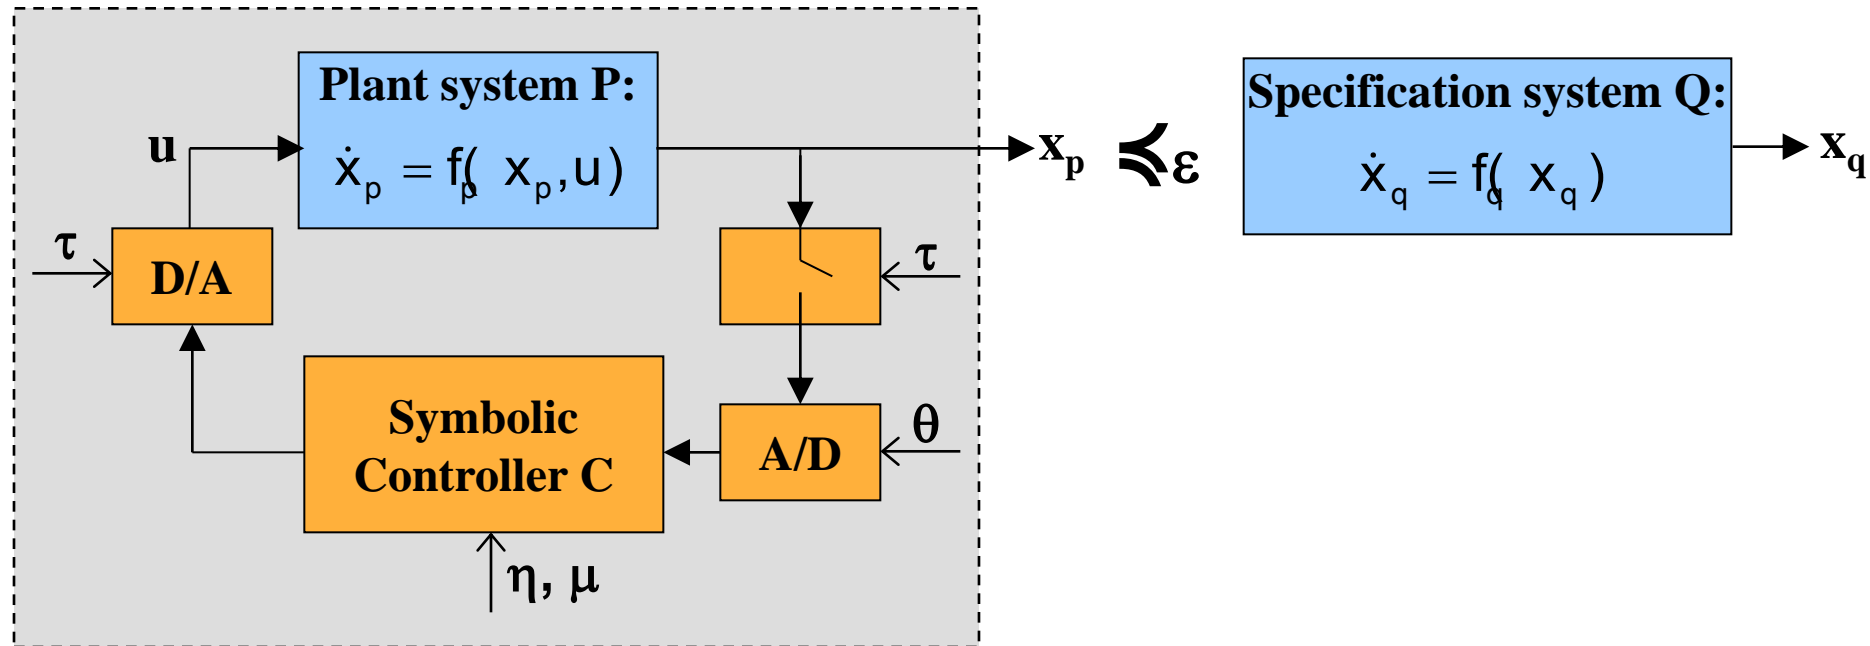 Plant system P:
ẋp = fp( xp,u)
u
xp ≼ε
Specification system Q:
ẋq = fq( xq)
xq
τ
D/A
τ
Symbolic
Controller C
A/D
θ
η, μ